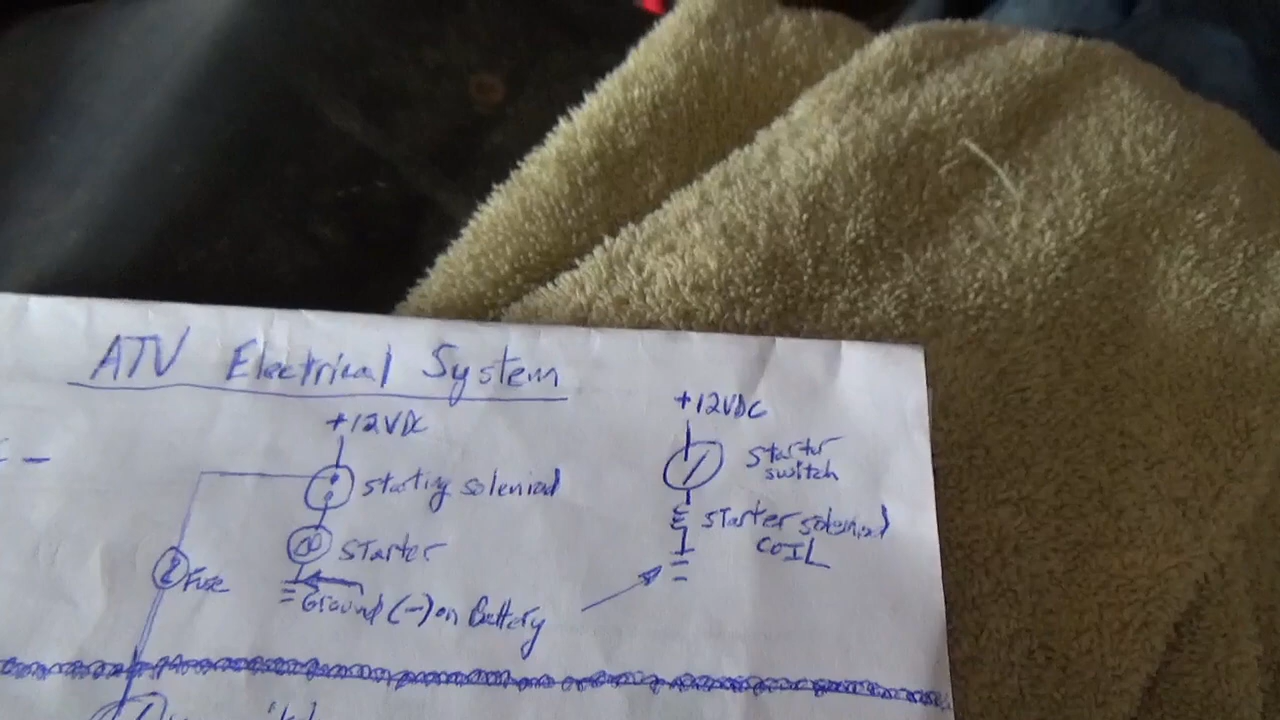 ATV Electrical System
+12VDC
+12VDC
starter
switch
starting solenoid
starter solenoid
COIL
starter
Fuse
Ground (-) on Battery